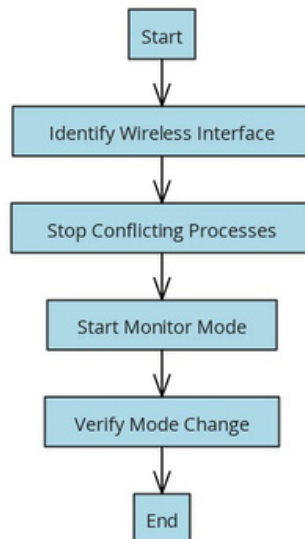 Start
Identify Wireless Interface
Stop Conflicting Processes
Start Monitor Mode
Verify Mode Change
End